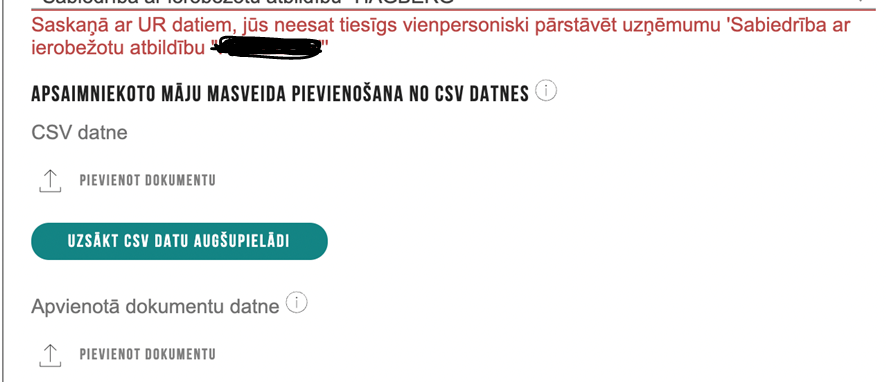 Saskaņā ar UR datiem, jūs neesat tiesīgs vienpersoniski pārstāvēt uzņēmumu 'Sabiedrība ar
ierobežotu atbildību "
APSAIMNIEKOTO MĀJU MASVEIDA PIEVIENOŠANA NO CSV DATNES
CSV datne
PIEVIENOT DOKUMENTU
UZSĀKT CSV DATU AUGŠUPIELĀDI
Apvienotā dokumentu datne
PIEVIENOT DOKUMENTU